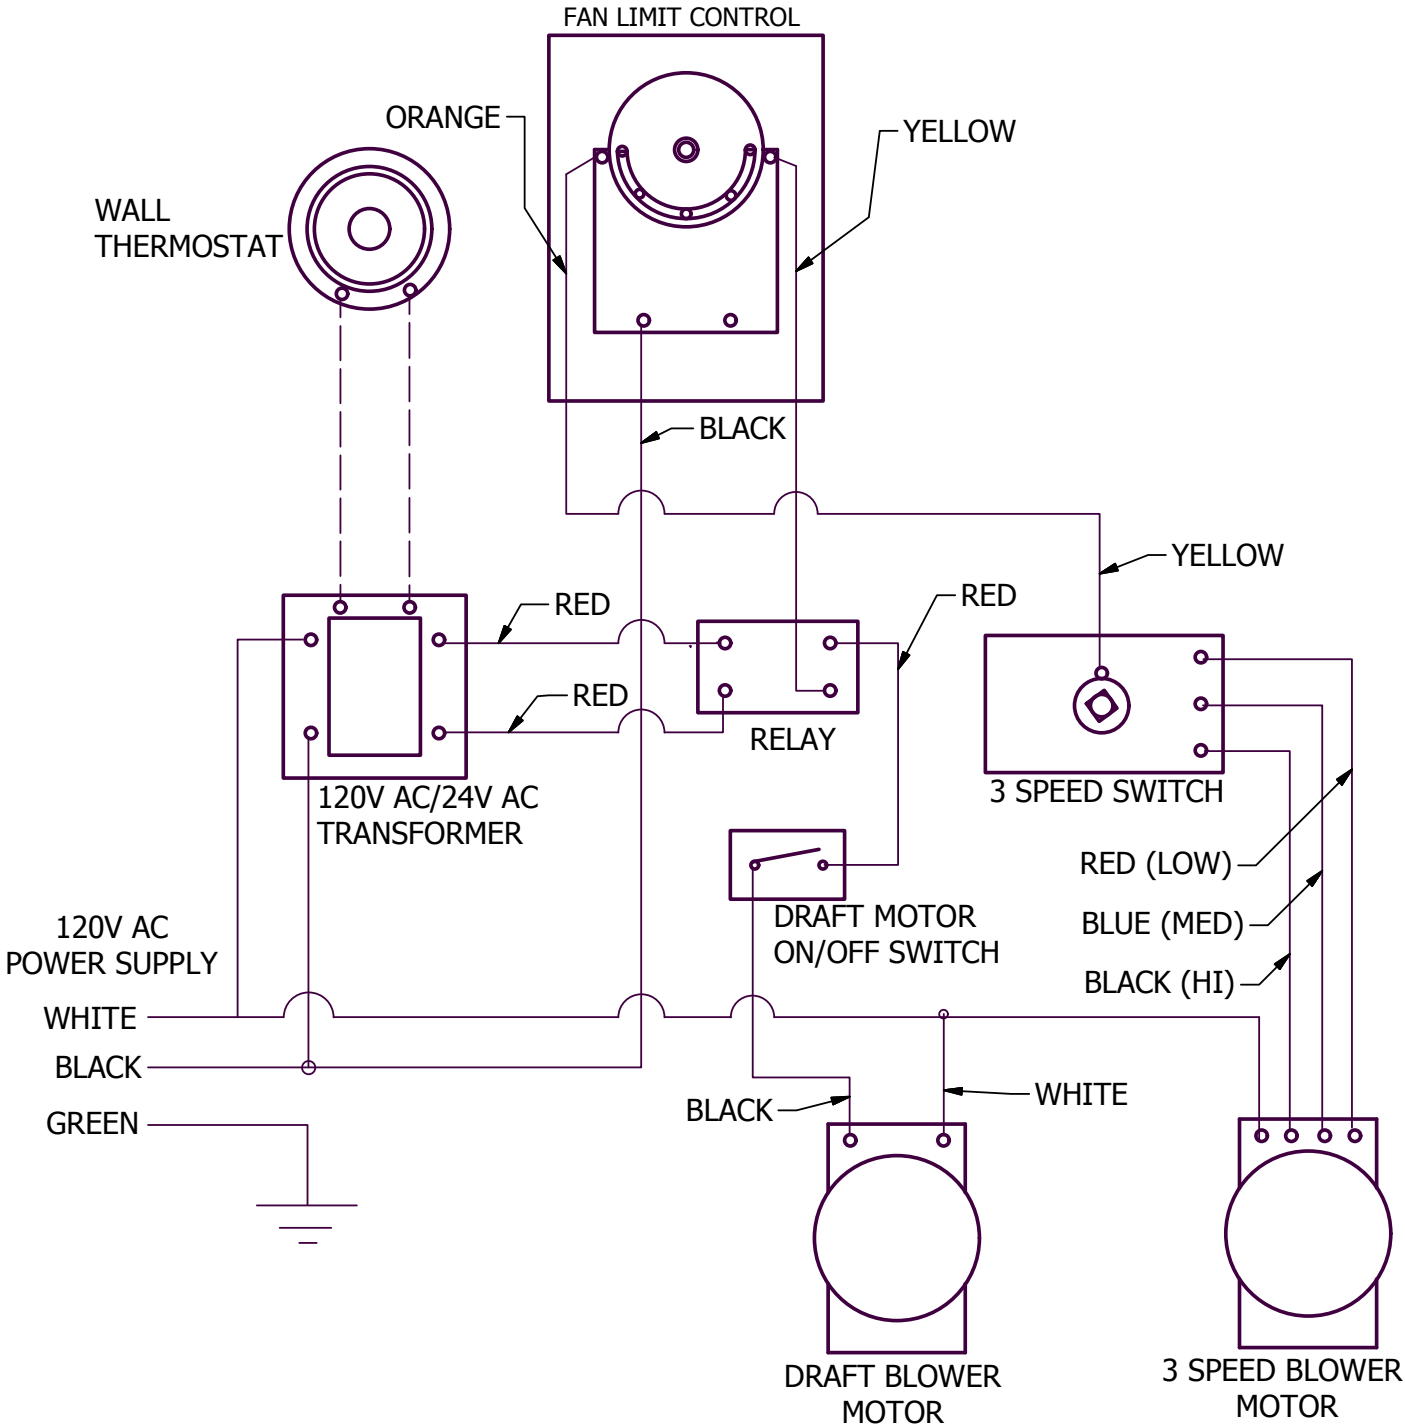 FAN LIMIT CONTROL
ORANGE
YELLOW
WALL
THERMOSTAT
BLACK
YELLOW
RED
RED
RED
RELAY
120V AC/24V AC
TRANSFORMER
3 SPEED SWITCH
RED (LOW)
BLUE (MED)
BLACK (HI)
DRAFT MOTOR
ON/OFF SWITCH
120V AC
POWER SUPPLY
WHITE
BLACK
GREEN
BLACK
WHITE
DRAFT BLOWER
MOTOR
3 SPEED BLOWER
MOTOR